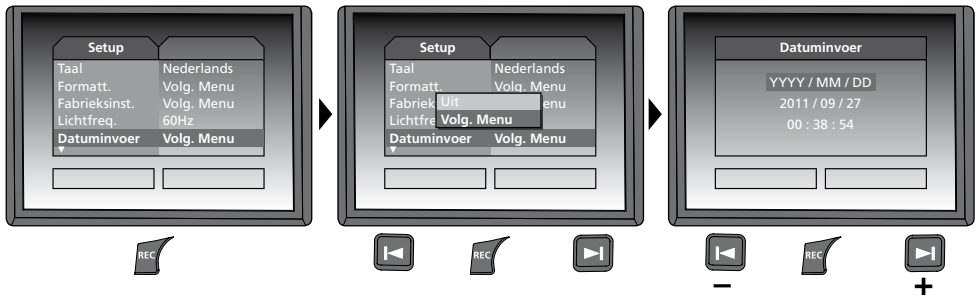 Setup
Taal Nederlands
Formatt. Volg. Menu
Fabrieksinst. Volg. Menu
Lichtfreq. 60Hz
Datuminvoer Volg. Menu
REC
Setup
Taal Nederlands
Formatt. Volg. Menu
Fabriek Uit enu
Lichtfre Volg. Menu
Datuminvoer Volg. Menu
REC
Datuminvoer
YYYY / MM / DD
2011 / 09 / 27
00 : 38 : 54
REC
− +